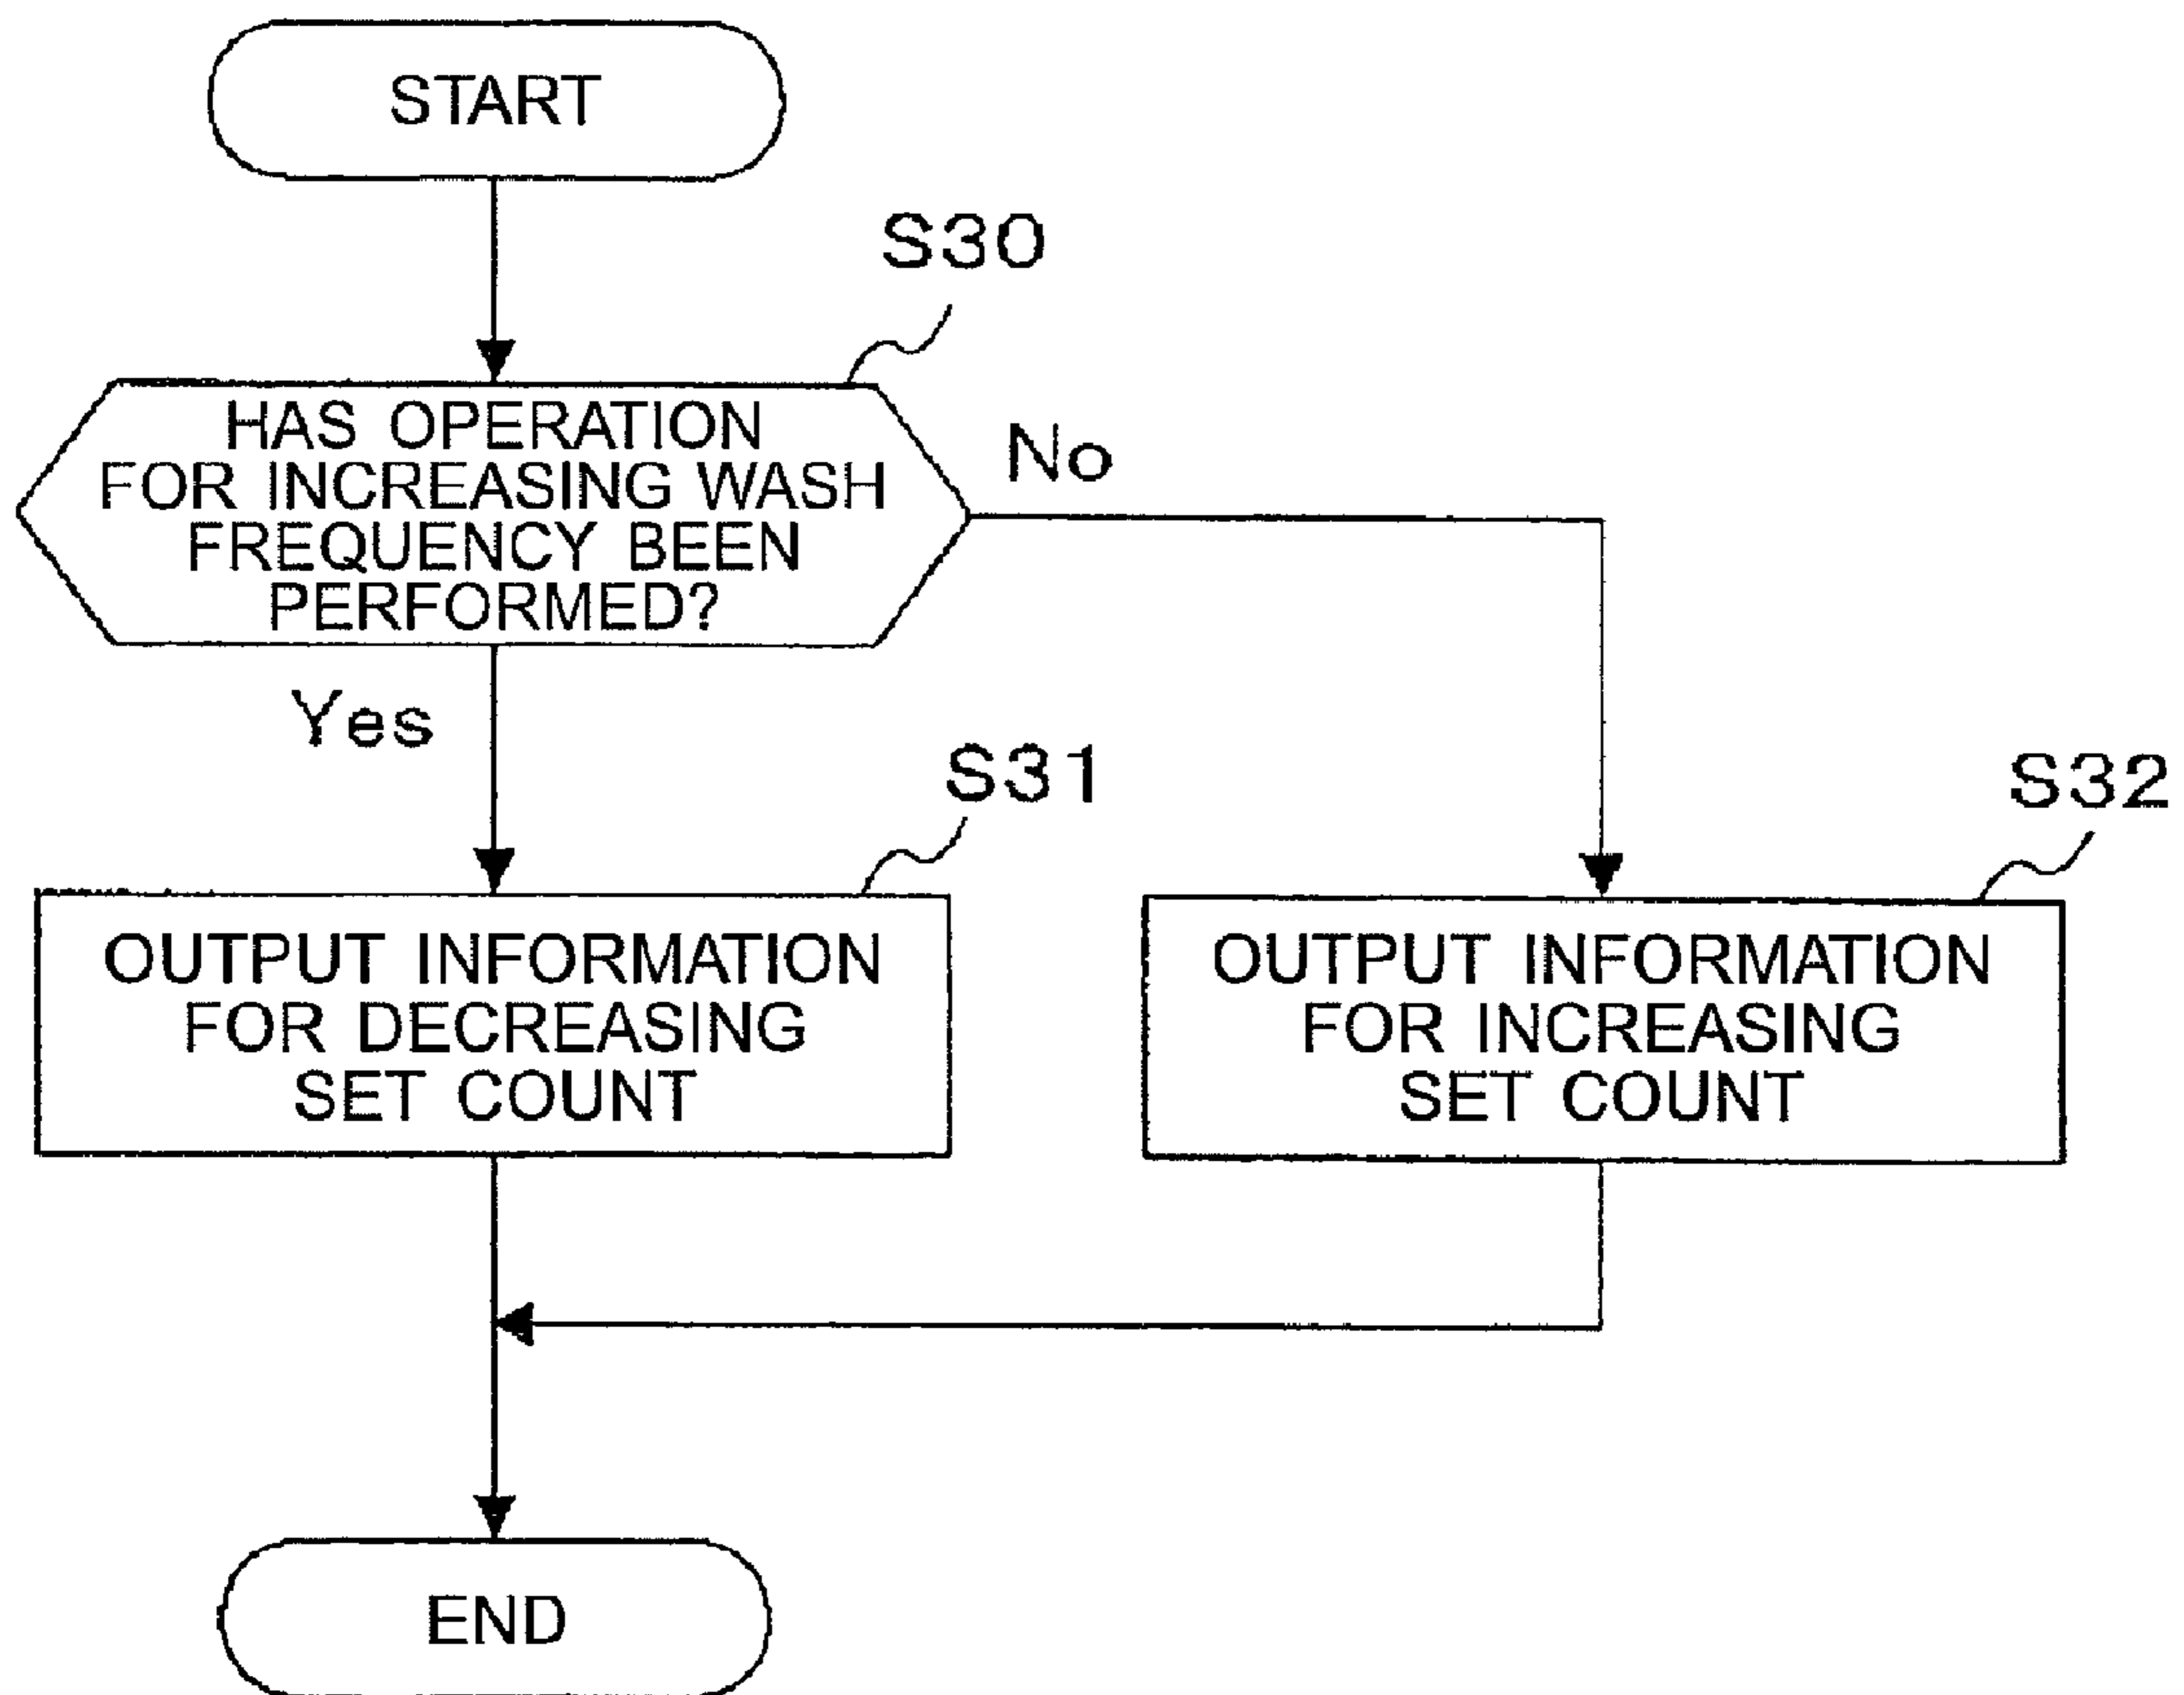 START
S30
HAS OPERATION
FOR INCREASING WASH
FREQUENCY BEEN
PERFORMED?
No
Yes
S31
OUTPUT INFORMATION
FOR DECREASING
SET COUNT
S32
OUTPUT INFORMATION
FOR INCREASING
SET COUNT
END